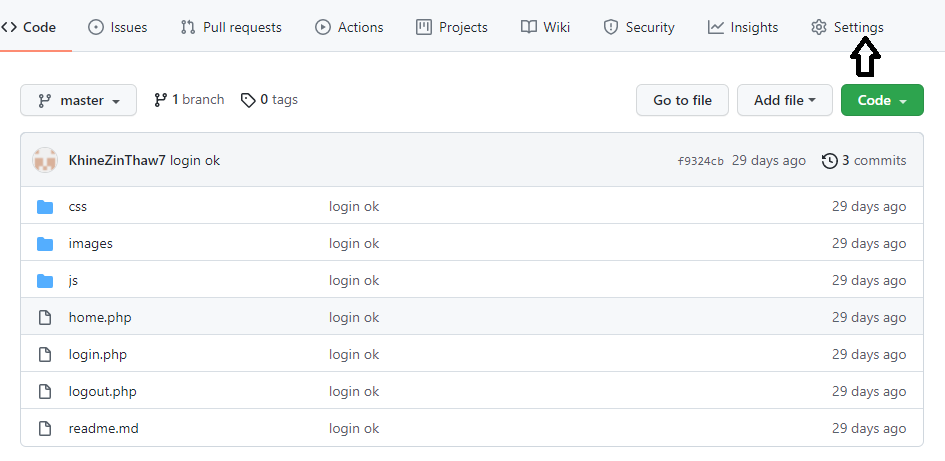 Code Issues Pull requests Actions Projects Wiki Security Insights Settings
master 1 branch 0 tags Go to file Add file Code
KhineZinThaw7 login ok f9324cb 29 days ago 3 commits
css login ok 29 days ago
images login ok 29 days ago
js login ok 29 days ago
home.php login ok 29 days ago
login.php login ok 29 days ago
logout.php login ok 29 days ago
readme.md login ok 29 days ago